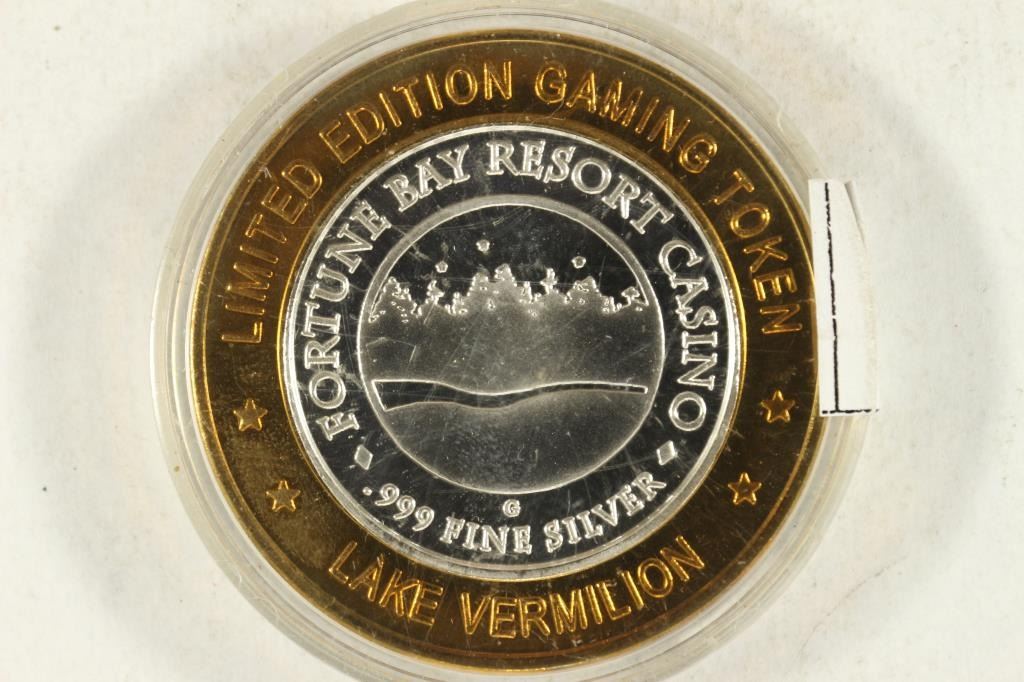 LIMITED EDITION GAMING TOKEN
FORTUNE BAY RESORT CASINO
G
.999 FINE SILVER
LAKE VERMILION